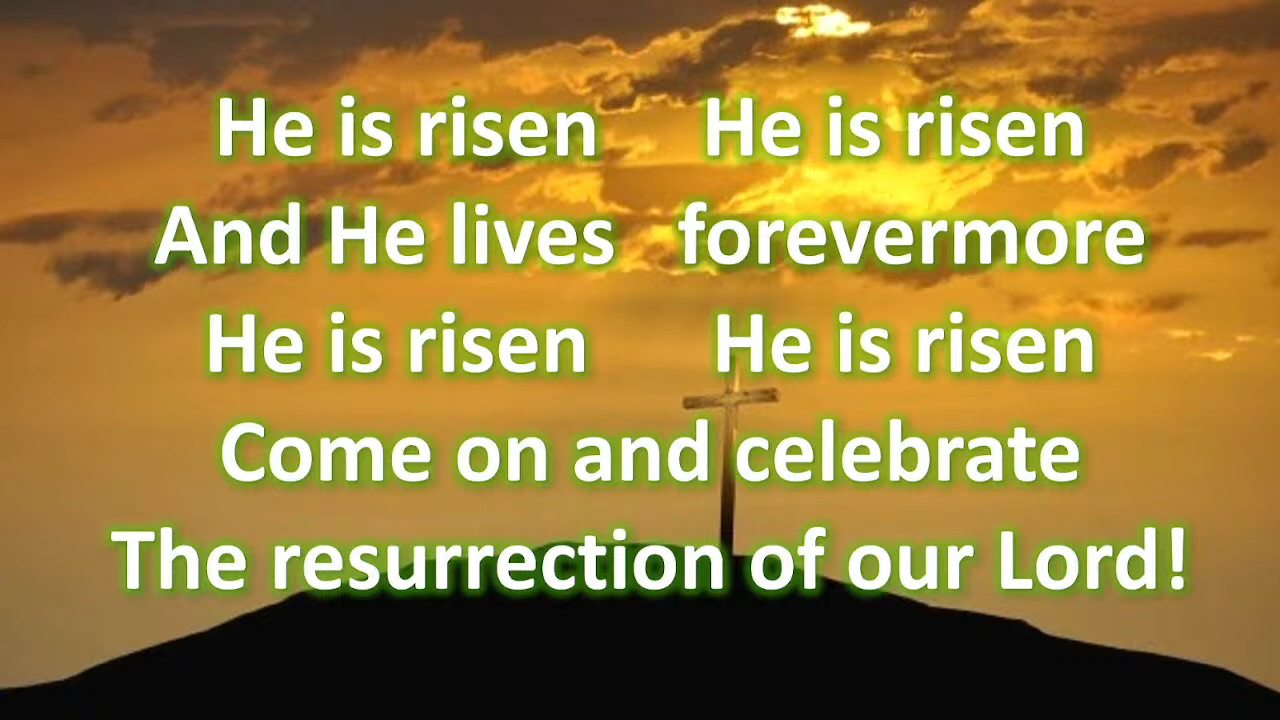 He is risen He is risen
And He lives forevermore
He is risen He is risen
Come on and celebrate
The resurrection of our Lord!